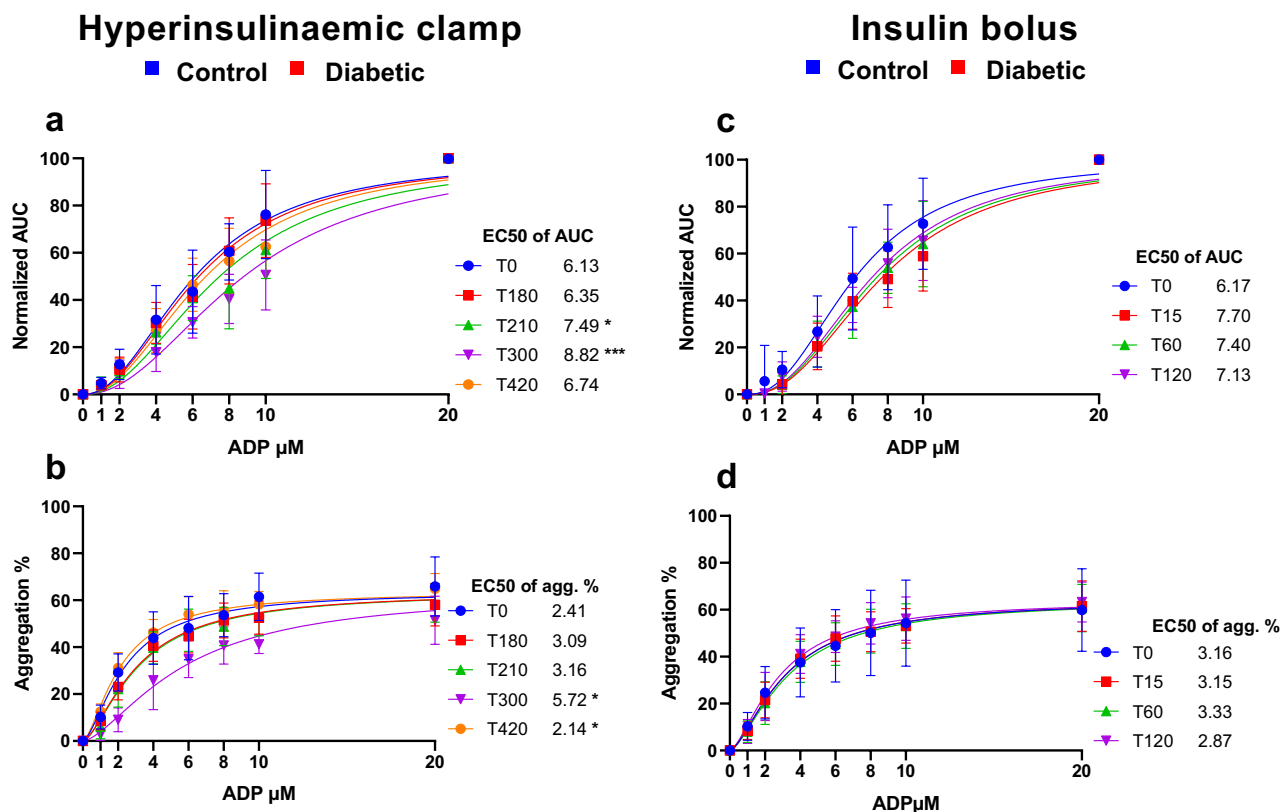 Hyperinsulinaemic clamp
Control Diabetic
a
Normalized AUC
100
80
60
40
20
0
0 1 2 4 6 8 10 20
ADP µM
EC50 of AUC
T0 6.13
T180 6.35
T210 7.49 *
T300 8.82 ***
T420 6.74
b
Aggregation %
100
80
60
40
20
0
0 1 2 4 6 8 10 20
ADP µM
EC50 of agg. %
T0 2.41
T180 3.09
T210 3.16
T300 5.72 *
T420 2.14 *
Insulin bolus
Control Diabetic
c
Normalized AUC
100
80
60
40
20
0
0 1 2 4 6 8 10 20
ADP µM
EC50 of AUC
T0 6.17
T15 7.70
T60 7.40
T120 7.13
d
Aggregation %
100
80
60
40
20
0
0 1 2 4 6 8 10 20
ADPµM
EC50 of agg. %
T0 3.16
T15 3.15
T60 3.33
T120 2.87